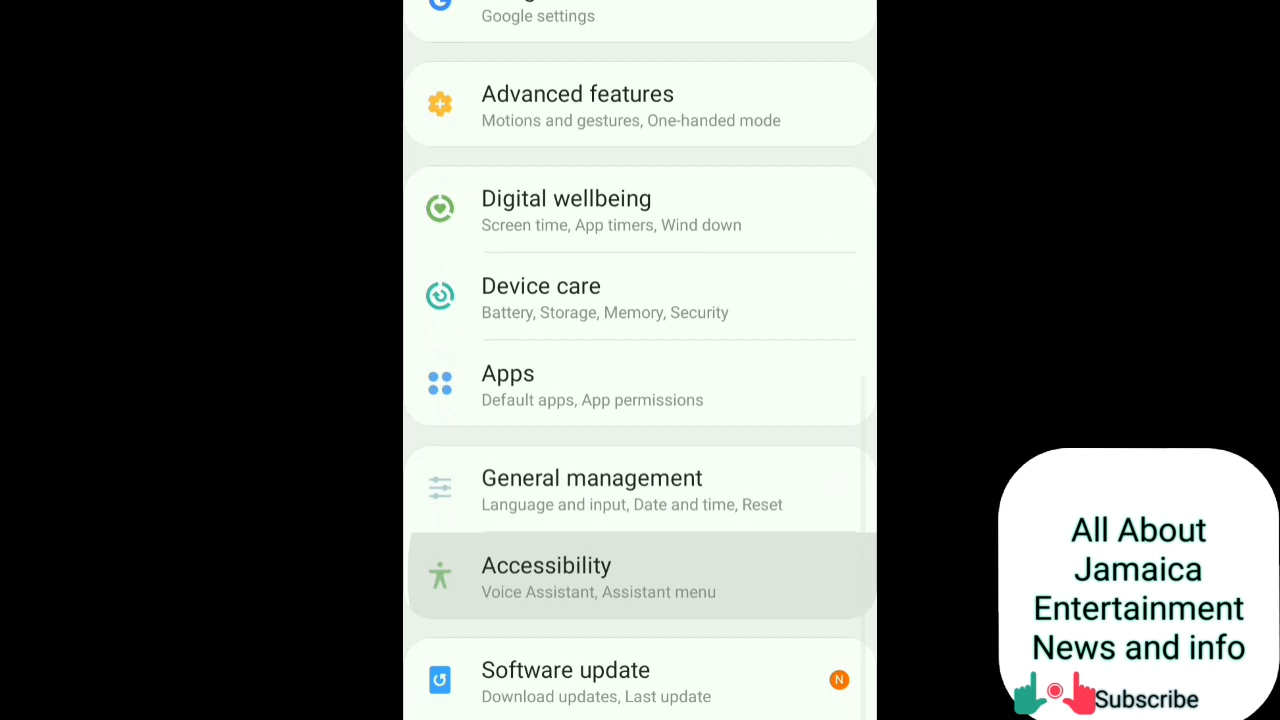 Google settings
Advanced features
Motions and gestures, One-handed mode
Digital wellbeing
Screen time, App timers, Wind down
Device care
Battery, Storage, Memory, Security
Apps
Default apps, App permissions
General management
Language and input, Date and time, Reset
Accessibility
Voice Assistant, Assistant menu
Software update
N
Download updates, Last update
All About
Jamaica
Entertainment
News and info
Subscribe